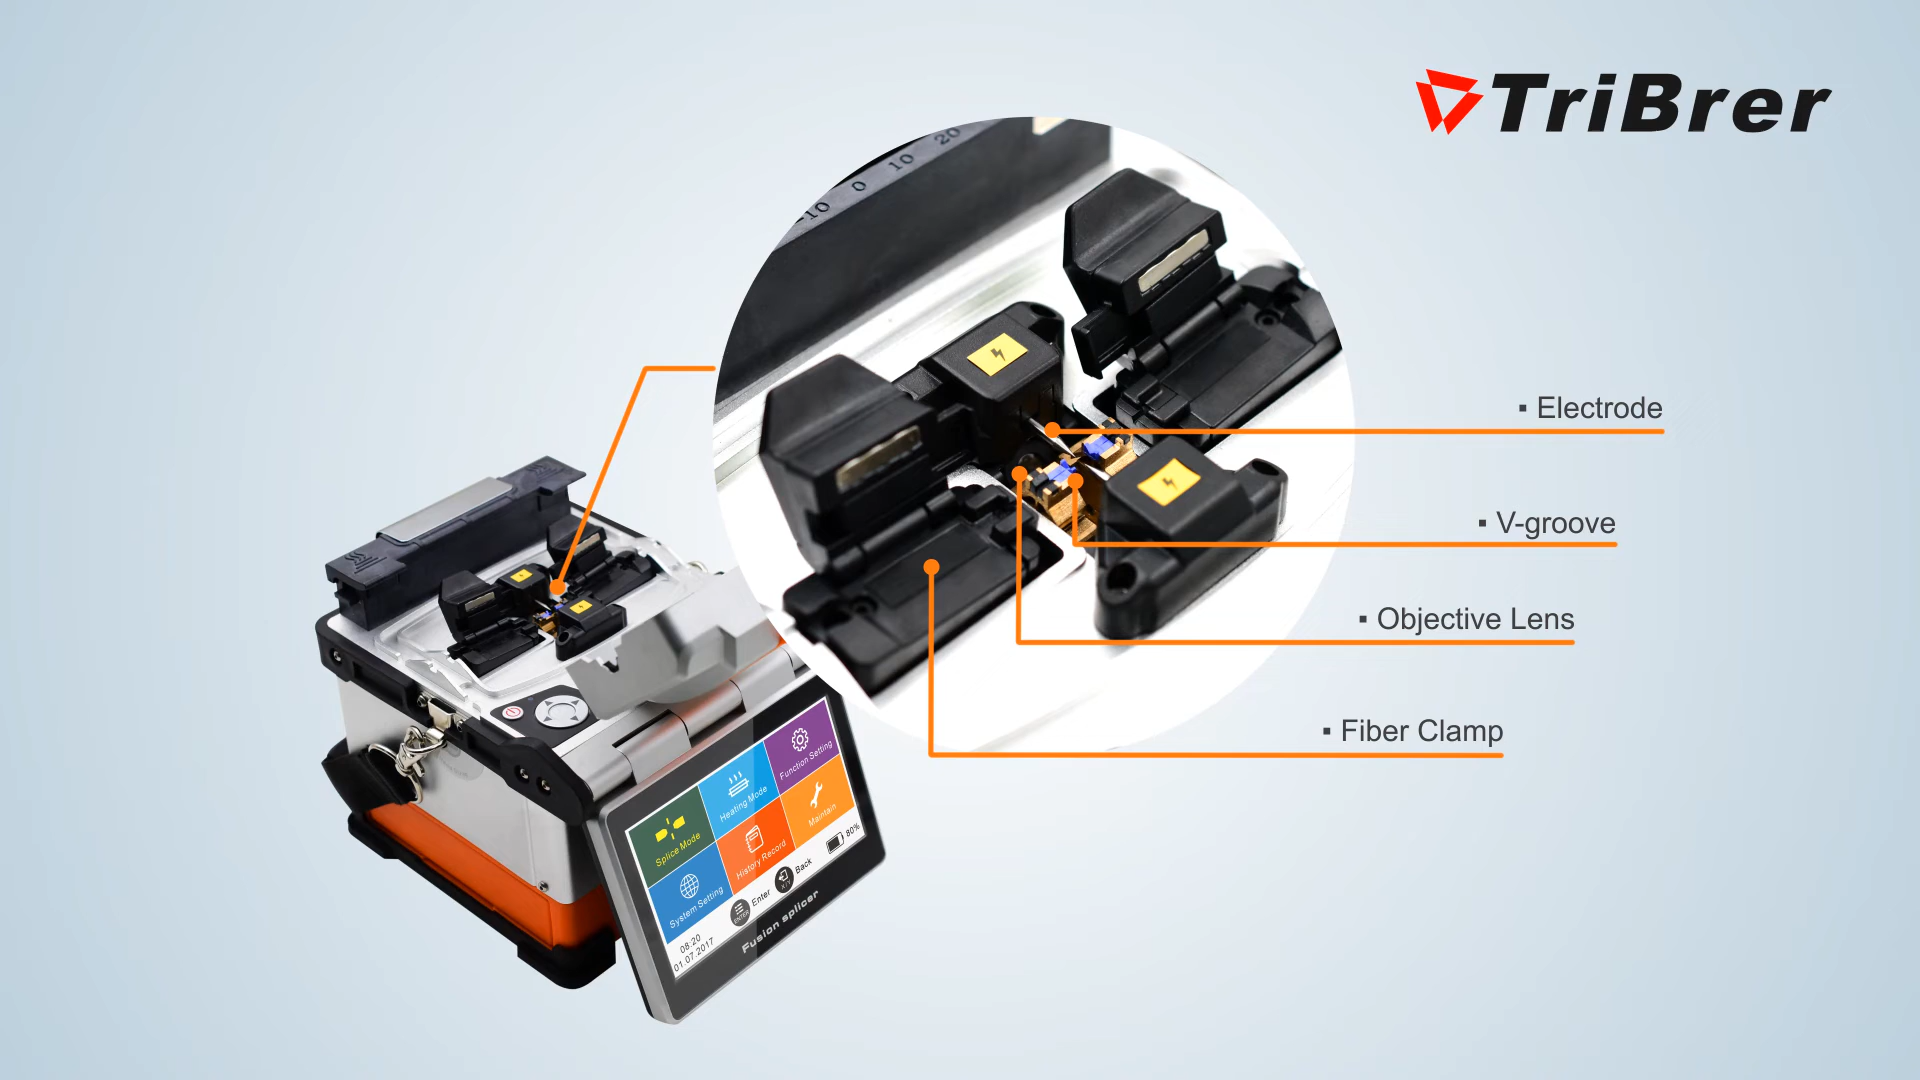 TriBrer
-10 0 10 20
▪ Electrode
▪ V-groove
▪ Objective Lens
▪ Fiber Clamp
Splice Mode
Heating Mode
Function Setting
System Setting
History Record
Maintain
08:20
01.07.2017
ENTER
Enter
X/Y
Back
80%
Fusion splicer